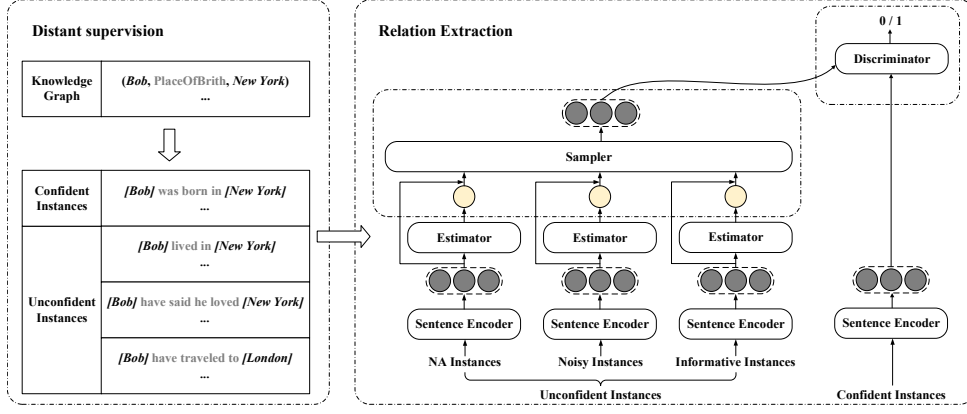 Distant supervision
Knowledge
Graph
(Bob, PlaceOfBrith, New York)
...
Confident
Instances
[Bob] was born in [New York]
...
Unconfident
Instances
[Bob] lived in [New York]
...
[Bob] have said he loved [New York]
...
[Bob] have traveled to [London]
...
Relation Extraction
0 / 1
Discriminator
Sampler
Estimator
Estimator
Estimator
Sentence Encoder
Sentence Encoder
Sentence Encoder
Sentence Encoder
NA Instances
Noisy Instances
Informative Instances
Unconfident Instances
Confident Instances